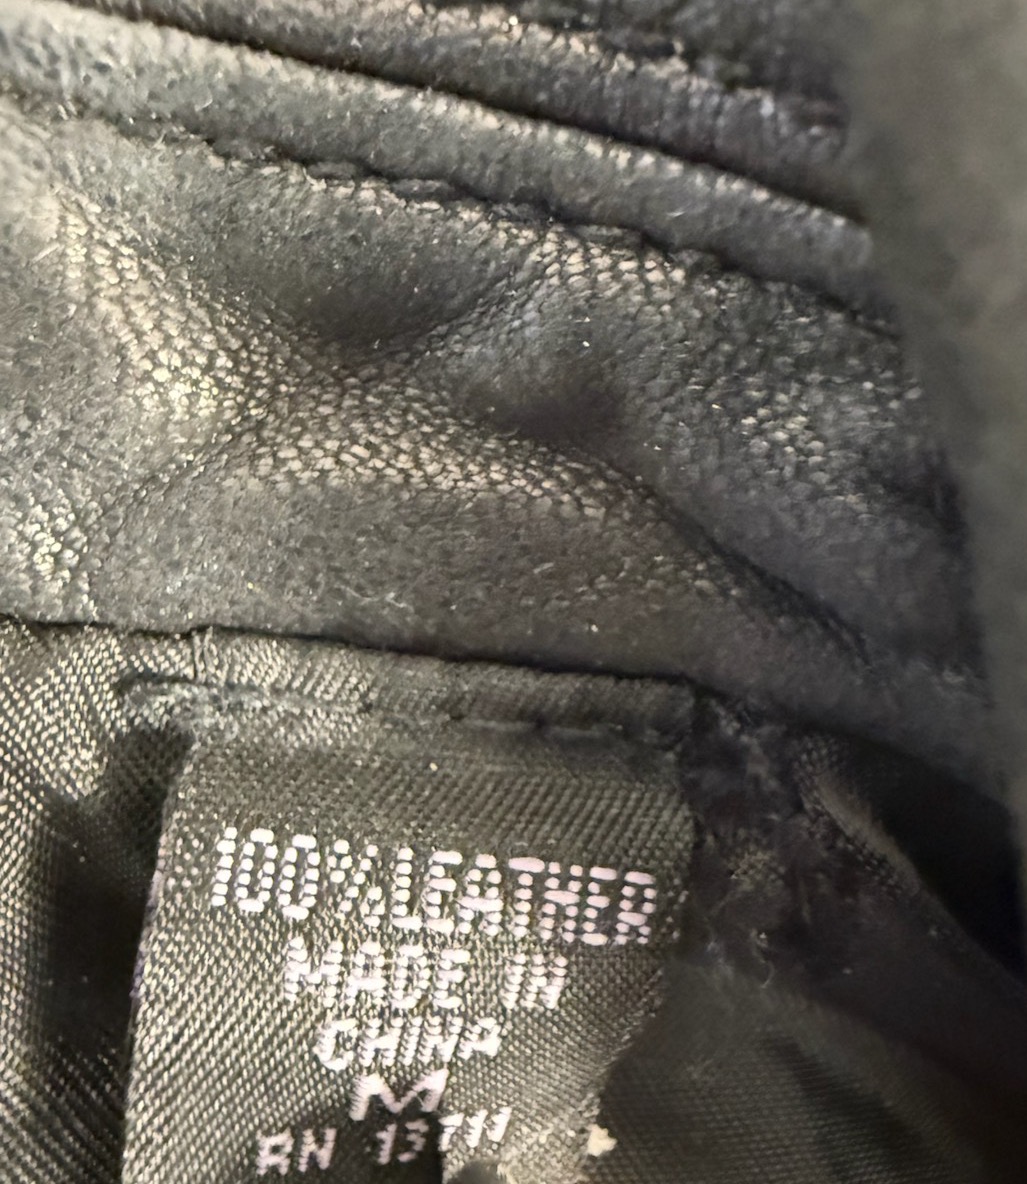 100% LEATHER
MADE IN
CHINA
M
RN